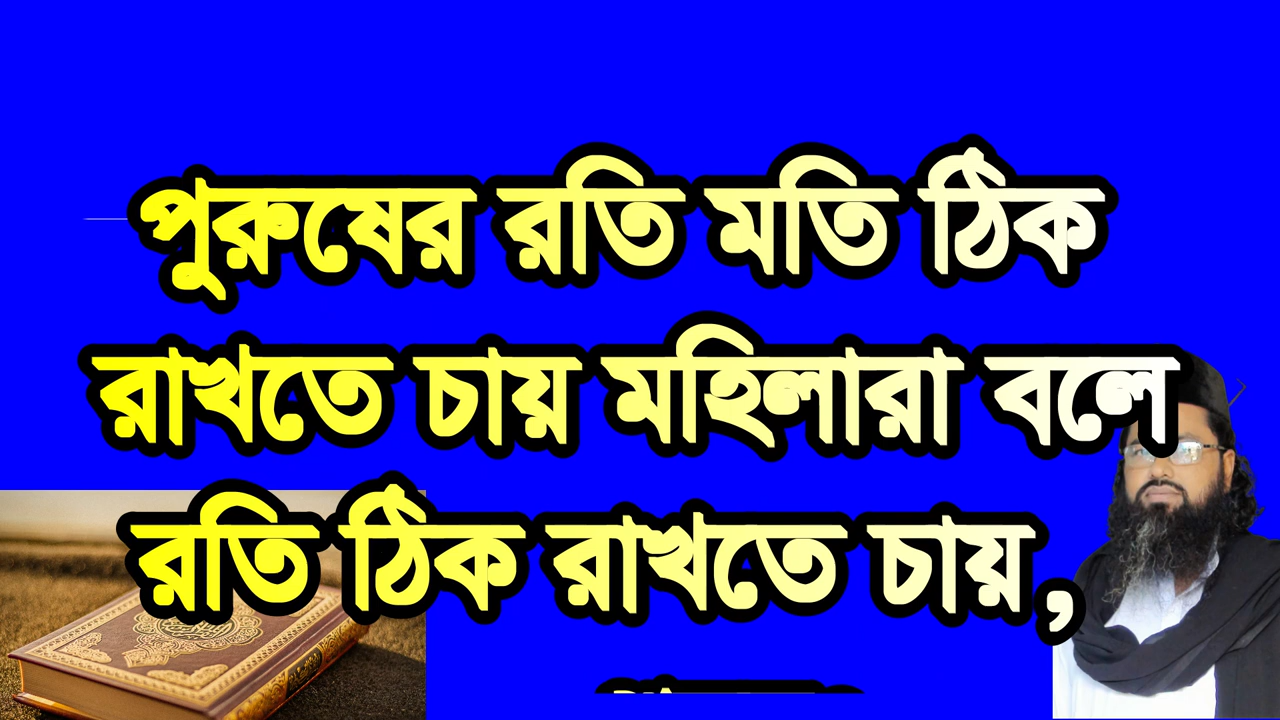 পুরুষের রতি মতি ঠিক
রাখতে চায় মহিলারা বলে
রতি ঠিক রাখতে চায়,